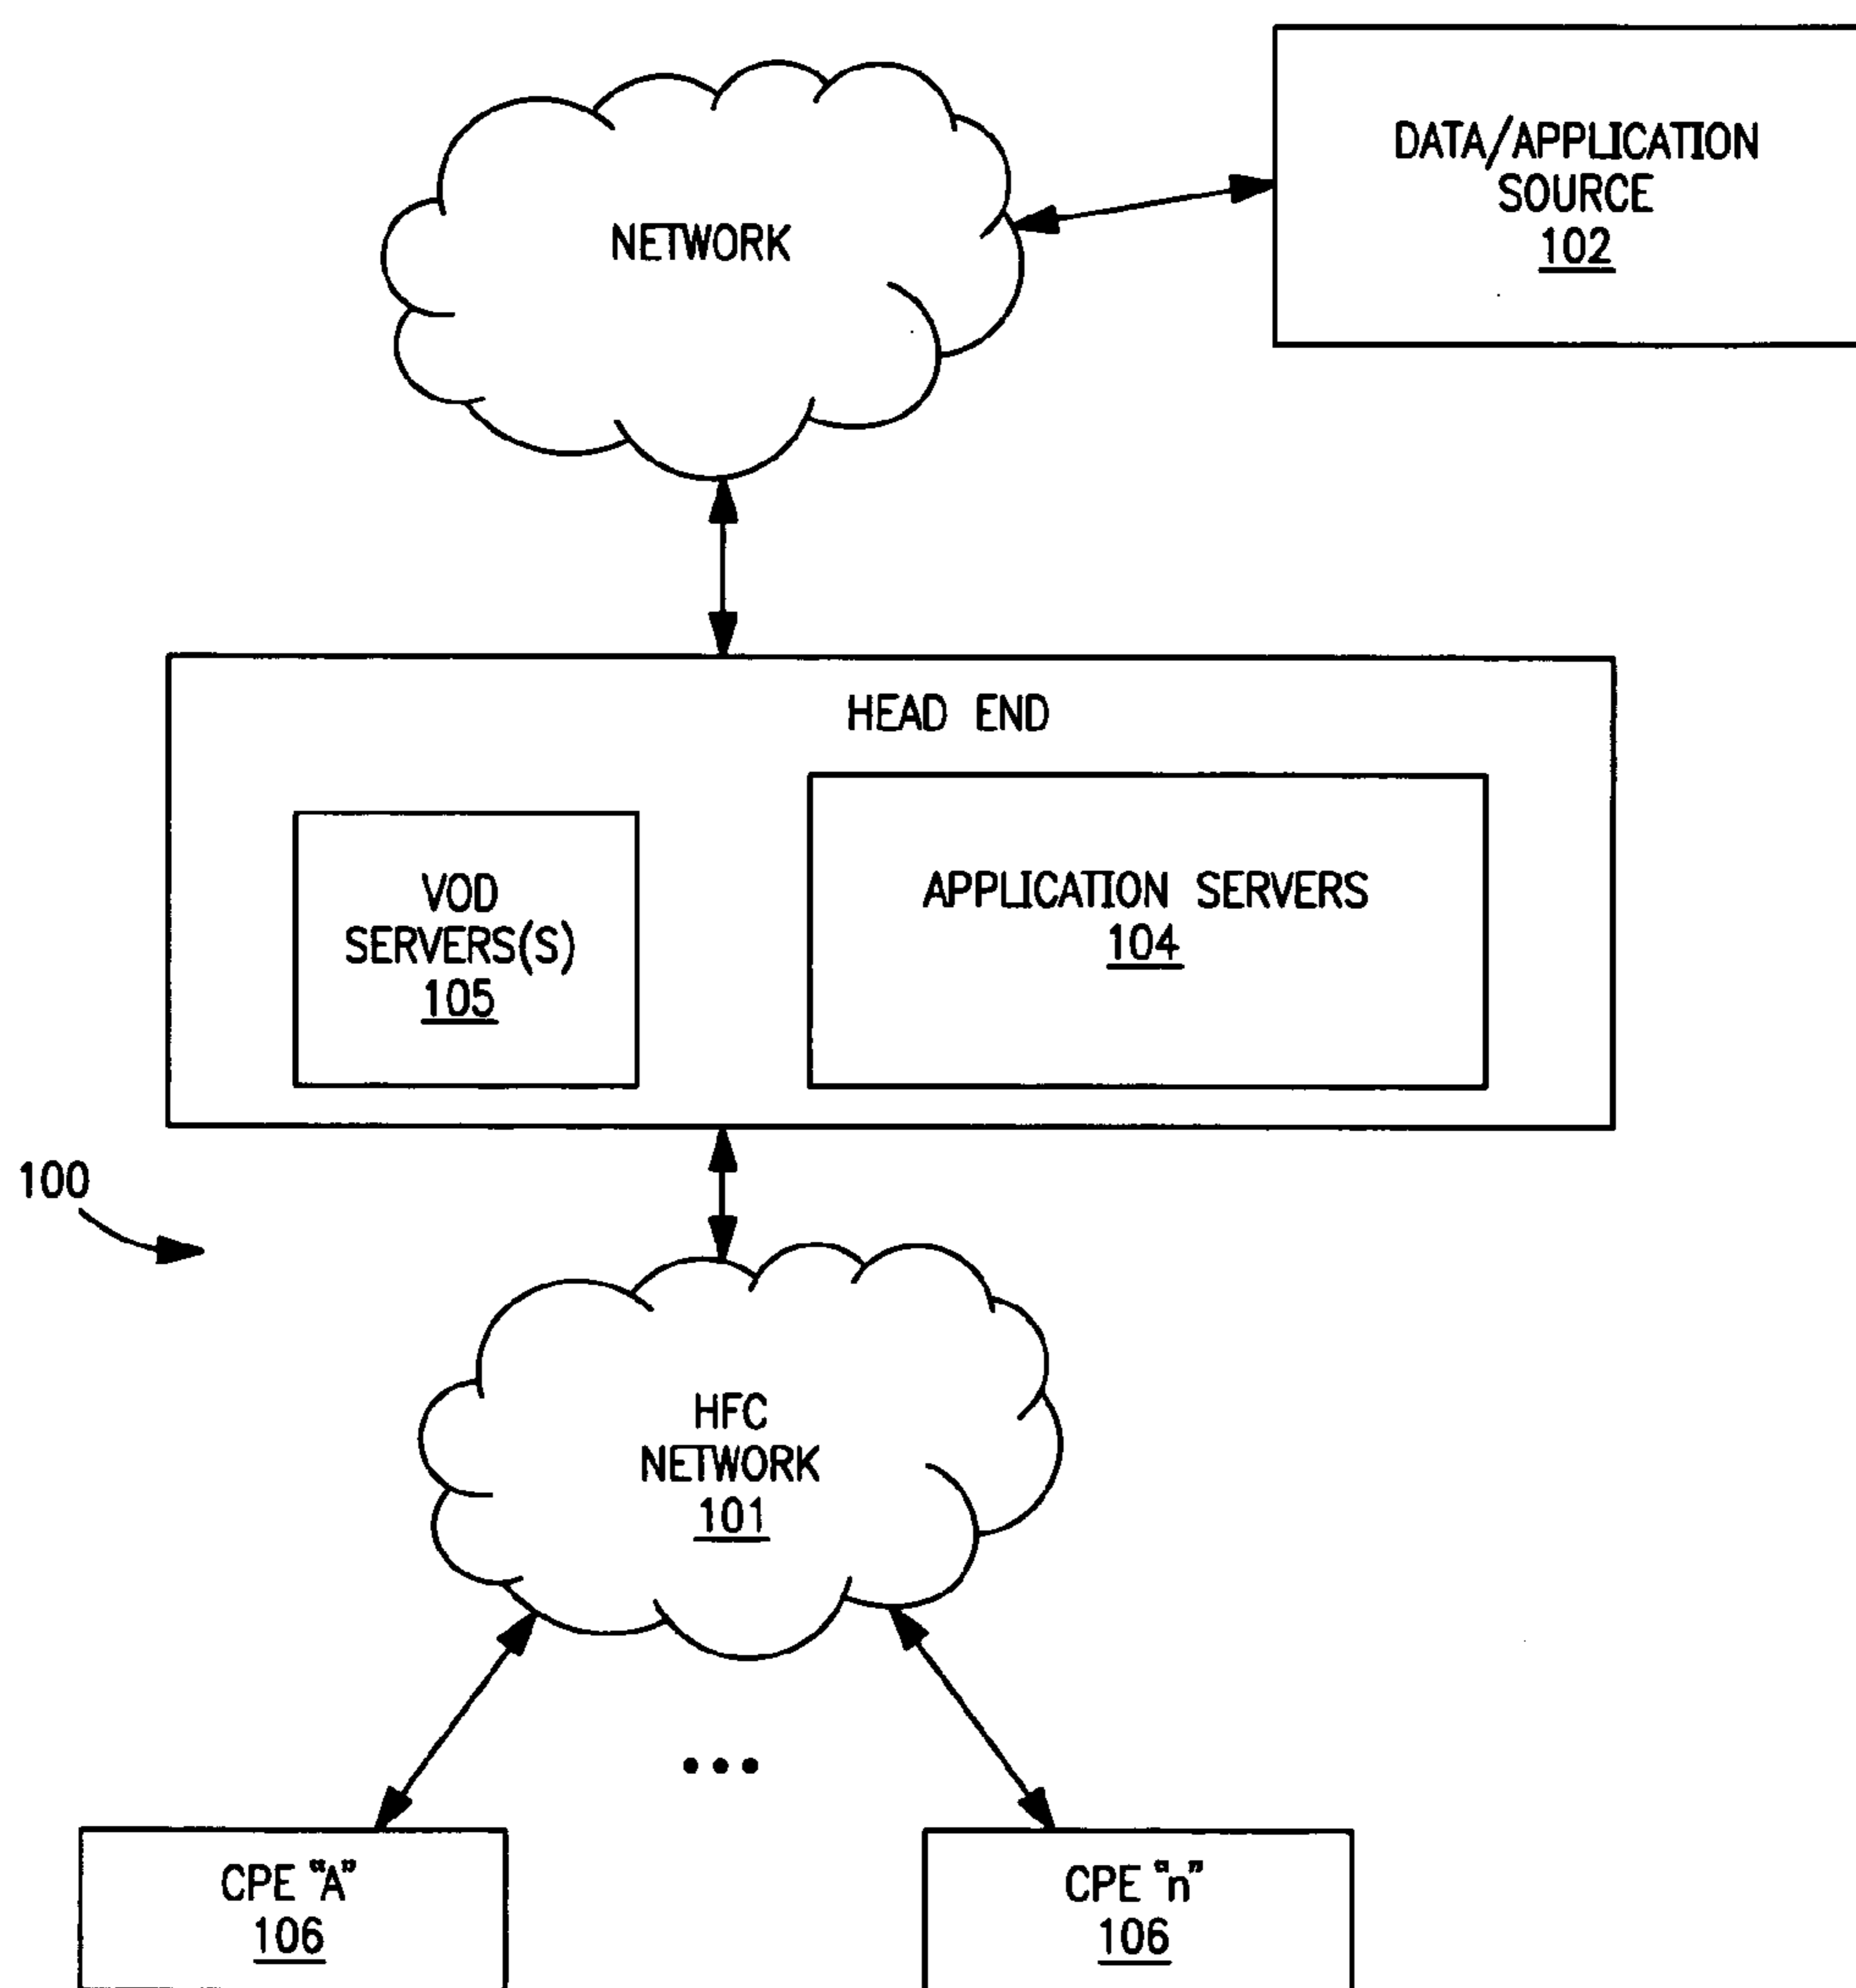 NETWORK
DATA/APPLICATION
SOURCE
102
HEAD END
VOD
SERVERS(S)
105
APPLICATION SERVERS
104
100
HFC
NETWORK
101
CPE "A"
106
CPE "n"
106